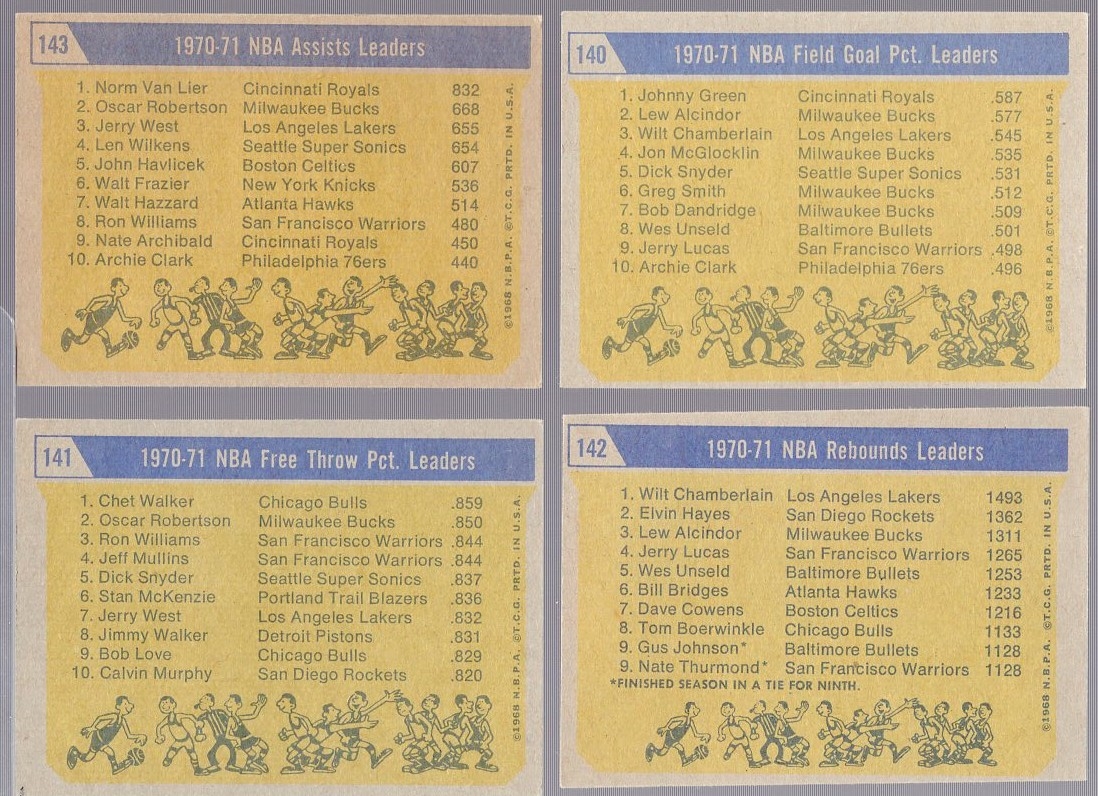 143 1970-71 NBA Assists Leaders
1. Norm Van Lier Cincinnati Royals 832
2. Oscar Robertson Milwaukee Bucks 668
3. Jerry West Los Angeles Lakers 655
4. Len Wilkens Seattle Super Sonics 654
5. John Havlicek Boston Celtics 607
6. Walt Frazier New York Knicks 536
7. Walt Hazzard Atlanta Hawks 514
8. Ron Williams San Francisco Warriors 480
9. Nate Archibald Cincinnati Royals 450
10. Archie Clark Philadelphia 76ers 440
©1968 N.B.P.A. ©T.C.G. PRTD. IN U.S.A.
140 1970-71 NBA Field Goal Pct. Leaders
1. Johnny Green Cincinnati Royals .587
2. Lew Alcindor Milwaukee Bucks .577
3. Wilt Chamberlain Los Angeles Lakers .545
4. Jon McGlocklin Milwaukee Bucks .535
5. Dick Snyder Seattle Super Sonics .531
6. Greg Smith Milwaukee Bucks .512
7. Bob Dandridge Milwaukee Bucks .509
8. Wes Unseld Baltimore Bullets .501
9. Jerry Lucas San Francisco Warriors .498
10. Archie Clark Philadelphia 76ers .496
©1968 N.B.P.A. ©T.C.G. PRTD. IN U.S.A.
141 1970-71 NBA Free Throw Pct. Leaders
1. Chet Walker Chicago Bulls .859
2. Oscar Robertson Milwaukee Bucks .850
3. Ron Williams San Francisco Warriors .844
4. Jeff Mullins San Francisco Warriors .844
5. Dick Snyder Seattle Super Sonics .837
6. Stan McKenzie Portland Trail Blazers .836
7. Jerry West Los Angeles Lakers .832
8. Jimmy Walker Detroit Pistons .831
9. Bob Love Chicago Bulls .829
10. Calvin Murphy San Diego Rockets .820
©1968 N.B.P.A. ©T.C.G. PRTD. IN U.S.A.
142 1970-71 NBA Rebounds Leaders
1. Wilt Chamberlain Los Angeles Lakers 1493
2. Elvin Hayes San Diego Rockets 1362
3. Lew Alcindor Milwaukee Bucks 1311
4. Jerry Lucas San Francisco Warriors 1265
5. Wes Unseld Baltimore Bullets 1253
6. Bill Bridges Atlanta Hawks 1233
7. Dave Cowens Boston Celtics 1216
8. Tom Boerwinkle Chicago Bulls 1133
9. Gus Johnson* Baltimore Bullets 1128
9. Nate Thurmond* San Francisco Warriors 1128
*FINISHED SEASON IN A TIE FOR NINTH.
©1968 N.B.P.A. ©T.C.G. PRTD. IN U.S.A.